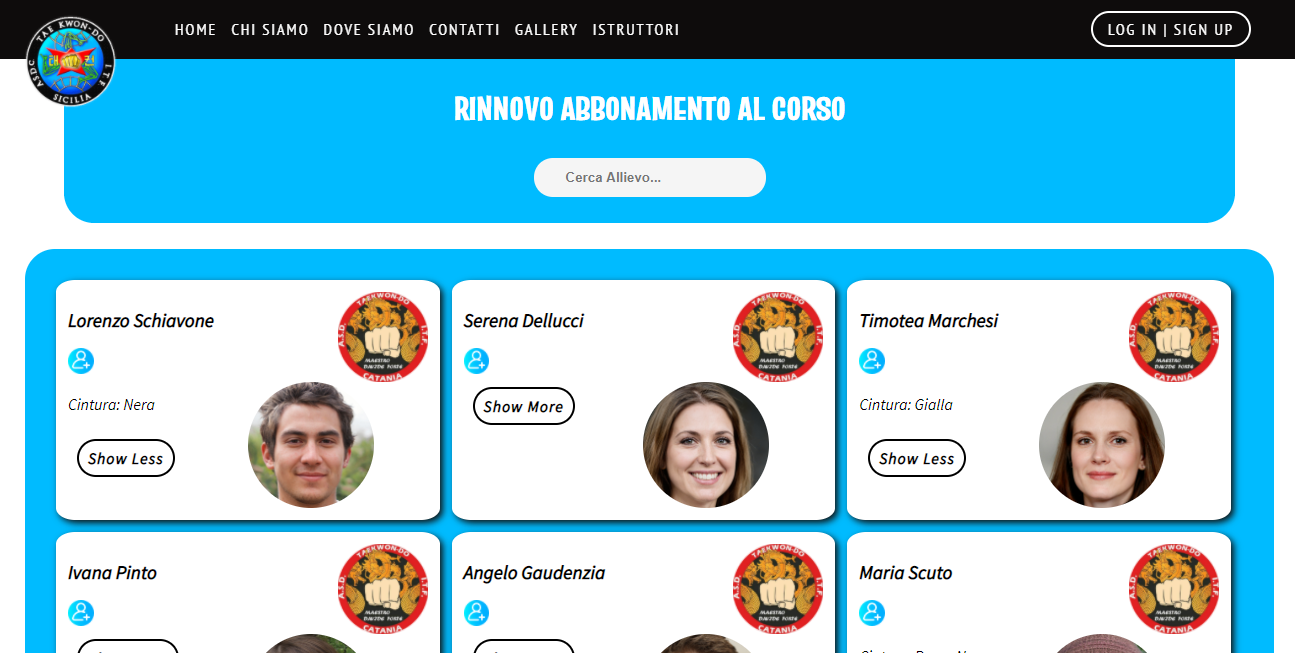 HOME CHI SIAMO DOVE SIAMO CONTATTI GALLERY ISTRUTTORI LOG IN | SIGN UP
TAE KWON-DO
I.T.F.
SICILIA
ASDC
RINNOVO ABBONAMENTO AL CORSO
Cerca Allievo...
Lorenzo Schiavone
TAEKWON-DO
A.S.D.
I.T.F.
MAESTRO
DAVIDE FORTE
CATANIA
Cintura: Nera
Show Less
Serena Dellucci
TAEKWON-DO
A.S.D.
I.T.F.
MAESTRO
DAVIDE FORTE
CATANIA
Show More
Timotea Marchesi
TAEKWON-DO
A.S.D.
I.T.F.
MAESTRO
DAVIDE FORTE
CATANIA
Cintura: Gialla
Show Less
Ivana Pinto
TAEKWON-DO
A.S.D.
I.T.F.
MAESTRO
DAVIDE FORTE
CATANIA
Angelo Gaudenzia
TAEKWON-DO
A.S.D.
I.T.F.
MAESTRO
DAVIDE FORTE
CATANIA
Maria Scuto
TAEKWON-DO
A.S.D.
I.T.F.
MAESTRO
DAVIDE FORTE
CATANIA